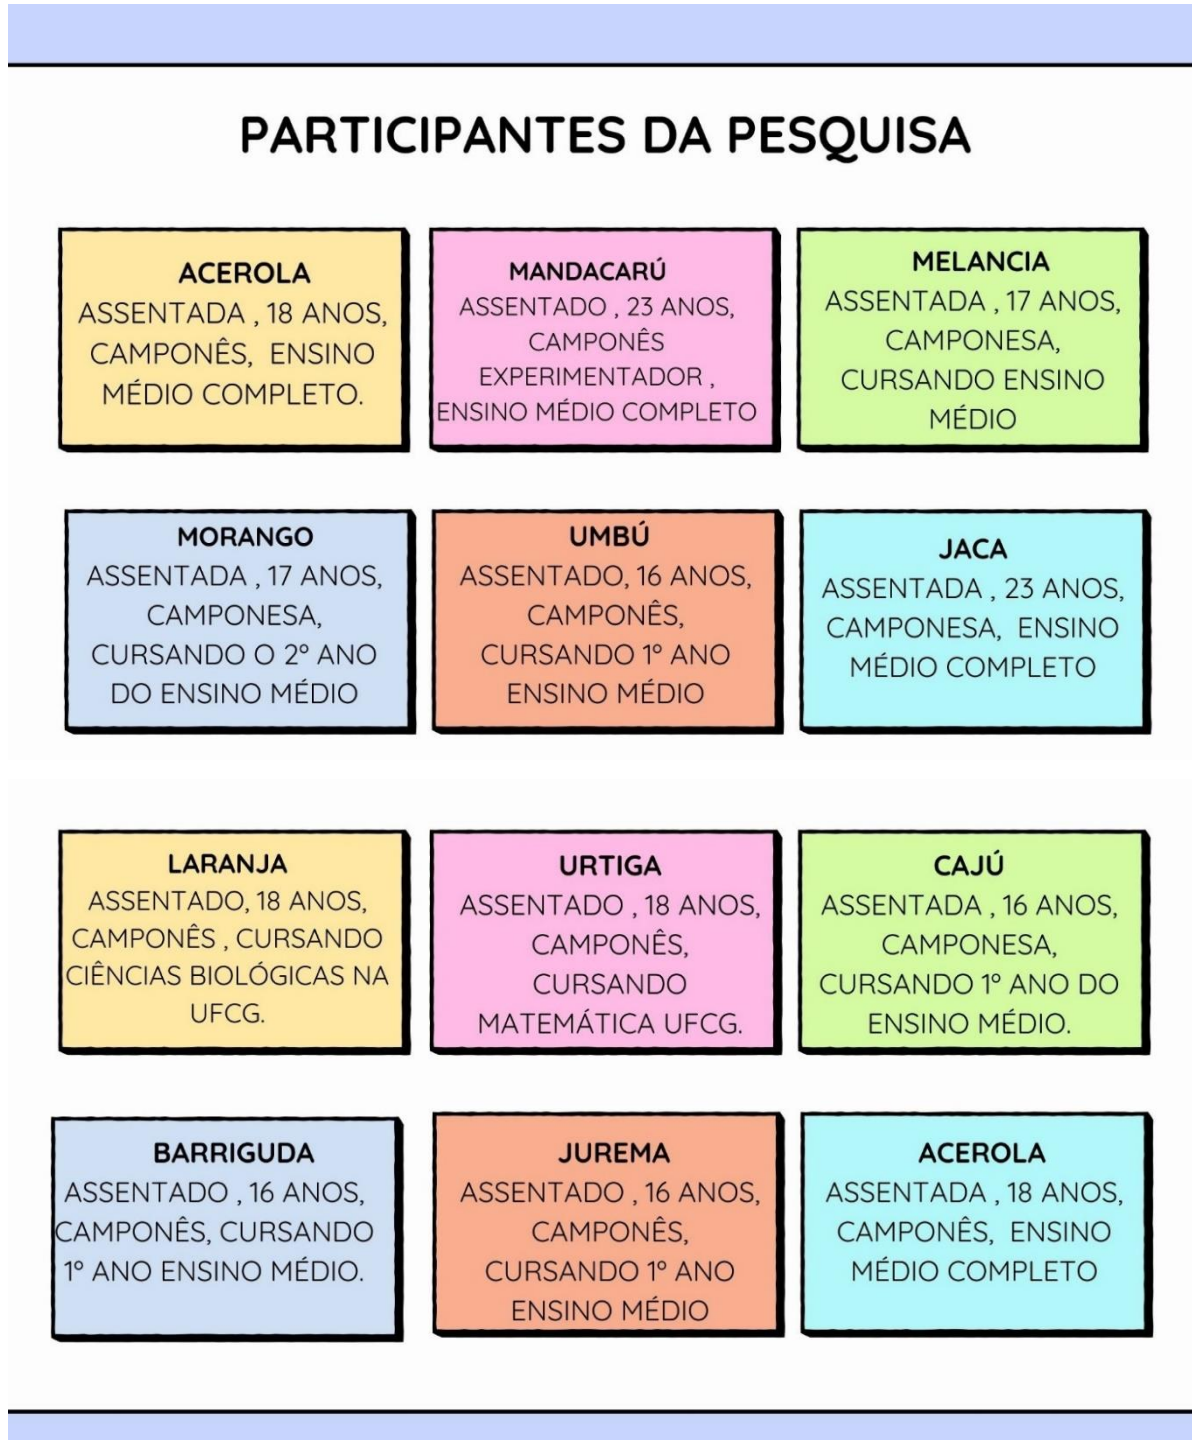 PARTICIPANTES DA PESQUISA
ACEROLA
ASSENTADA , 18 ANOS,
CAMPONÊS, ENSINO
MÉDIO COMPLETO.
MANDACARÚ
ASSENTADO , 23 ANOS,
CAMPONÊS
EXPERIMENTADOR ,
ENSINO MÉDIO COMPLETO
MELANCIA
ASSENTADA , 17 ANOS,
CAMPONESA,
CURSANDO ENSINO
MÉDIO
MORANGO
ASSENTADA , 17 ANOS,
CAMPONESA,
CURSANDO O 2º ANO
DO ENSINO MÉDIO
UMBÚ
ASSENTADO, 16 ANOS,
CAMPONÊS,
CURSANDO 1º ANO
ENSINO MÉDIO
JACA
ASSENTADA , 23 ANOS,
CAMPONESA, ENSINO
MÉDIO COMPLETO
LARANJA
ASSENTADO, 18 ANOS,
CAMPONÊS , CURSANDO
CIÊNCIAS BIOLÓGICAS NA
UFCG.
URTIGA
ASSENTADO , 18 ANOS,
CAMPONÊS,
CURSANDO
MATEMÁTICA UFCG.
CAJÚ
ASSENTADA , 16 ANOS,
CAMPONESA,
CURSANDO 1º ANO DO
ENSINO MÉDIO.
BARRIGUDA
ASSENTADO , 16 ANOS,
CAMPONÊS, CURSANDO
1º ANO ENSINO MÉDIO.
JUREMA
ASSENTADO , 16 ANOS,
CAMPONÊS,
CURSANDO 1º ANO
ENSINO MÉDIO
ACEROLA
ASSENTADA , 18 ANOS,
CAMPONÊS, ENSINO
MÉDIO COMPLETO